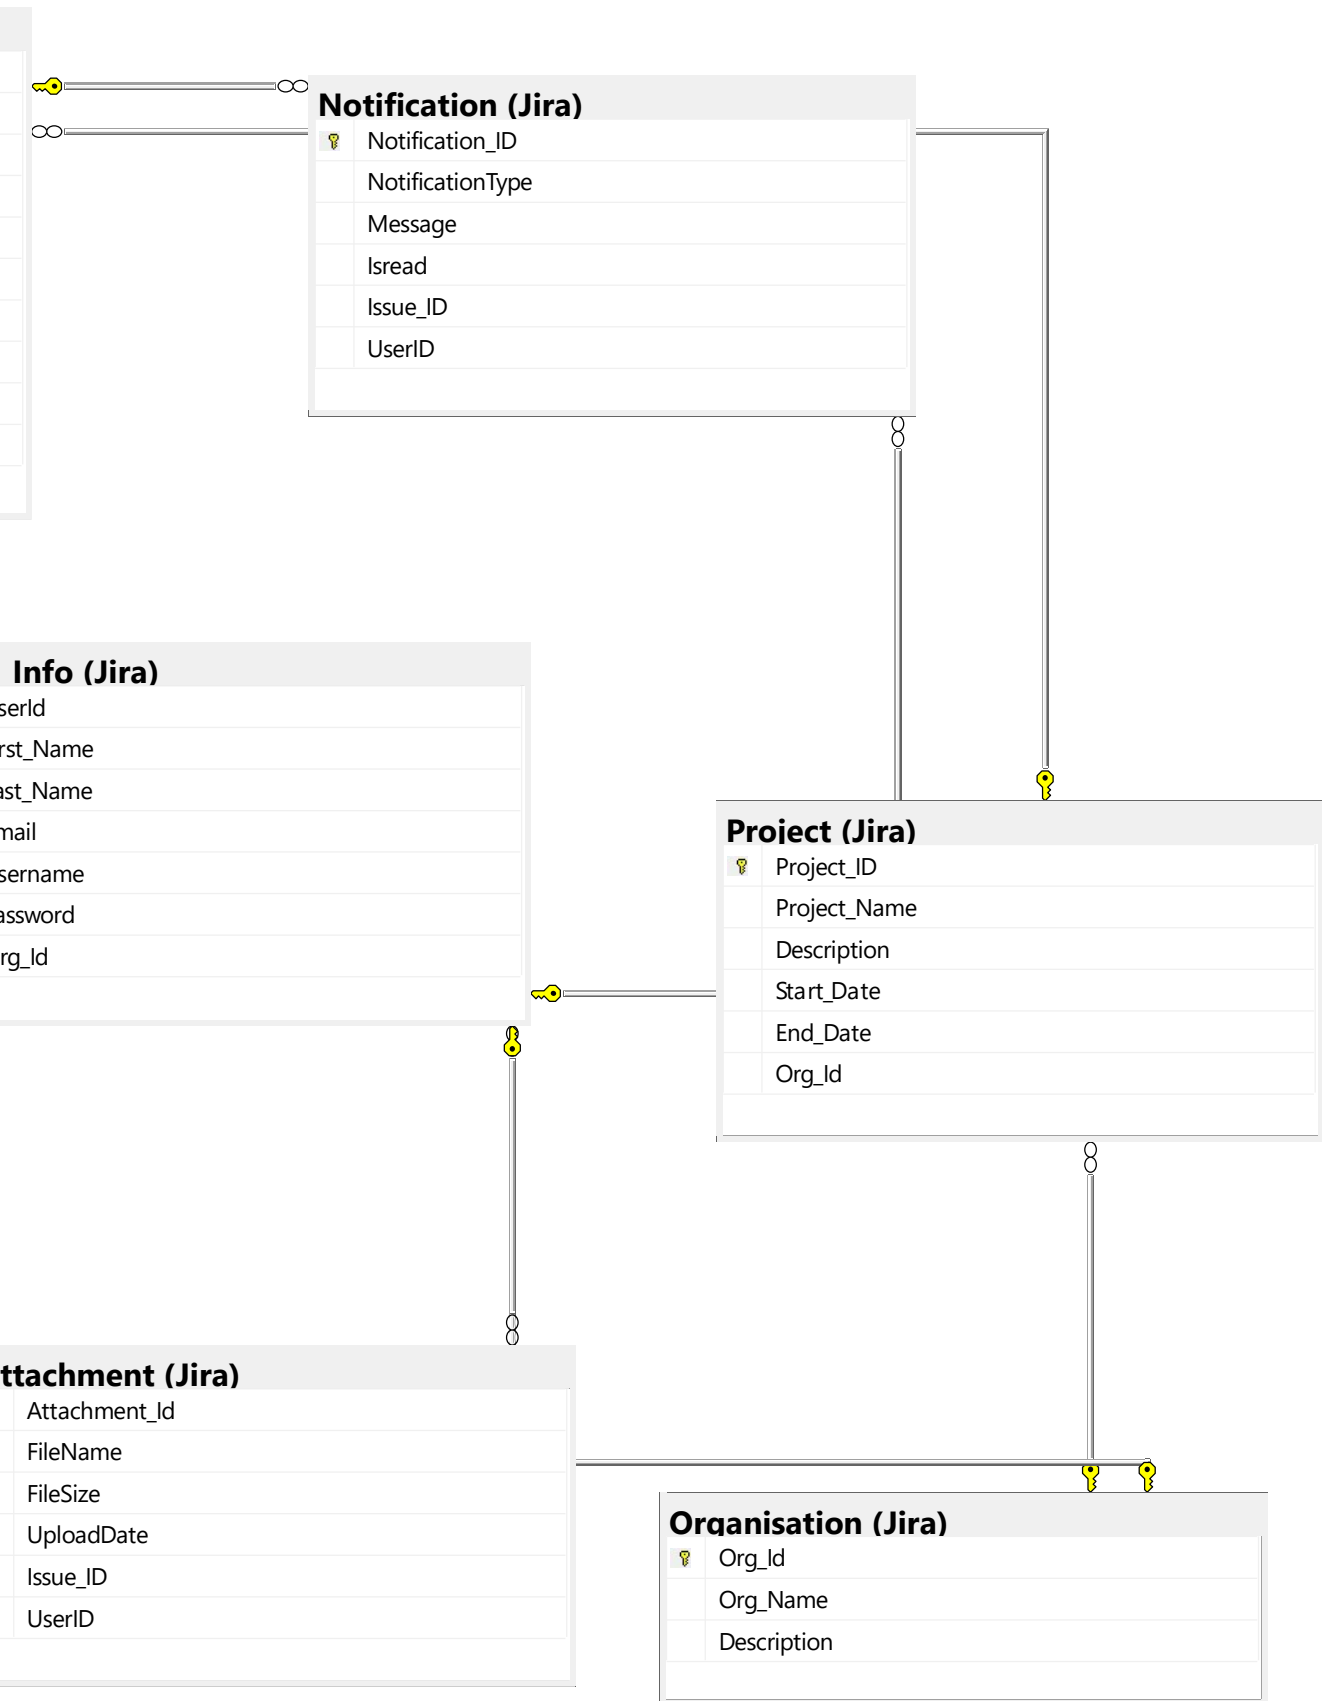 Notification (Jira)
Notification_ID
NotificationType
Message
Isread
Issue_ID
UserID
Info (Jira)
serId
rst_Name
ast_Name
mail
sername
assword
rg_Id
Project (Jira)
Project_ID
Project_Name
Description
Start_Date
End_Date
Org_Id
ttachment (Jira)
Attachment_Id
FileName
FileSize
UploadDate
Issue_ID
UserID
Organisation (Jira)
Org_Id
Org_Name
Description